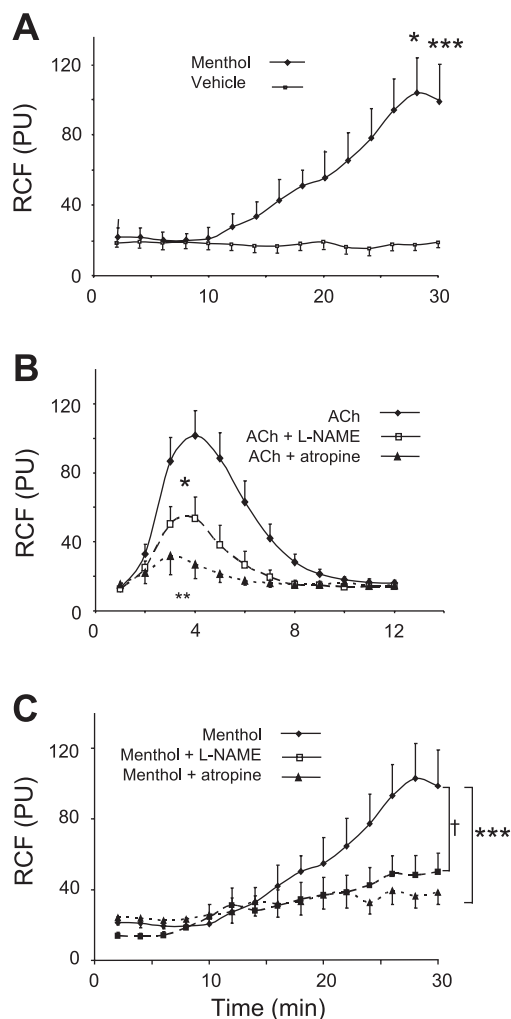 A
Menthol
Vehicle
* ***
RCF (PU)
120
80
40
20
0
0 10 20 30
B
ACh
ACh + L-NAME
ACh + atropine
RCF (PU)
120
80
40
0
*
**
0 4 8 12
C
Menthol
Menthol + L-NAME
Menthol + atropine
RCF (PU)
120
80
40
0
† ***
0 10 20 30
Time (min)